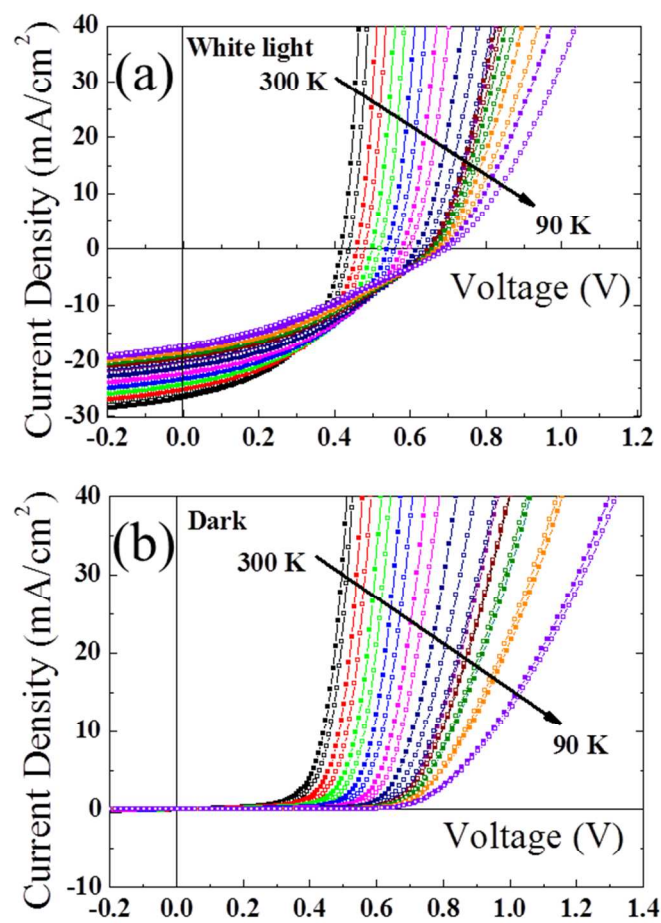 40
White light
(a)
300 K
30
20
10
90 K
0
Voltage (V)
-10
-20
-30
Current Density (mA/cm²)
-0.2 0.0 0.2 0.4 0.6 0.8 1.0 1.2
40
(b)
Dark
300 K
30
20
10
90 K
0
Voltage (V)
-10
Current Density (mA/cm²)
-0.2 0.0 0.2 0.4 0.6 0.8 1.0 1.2 1.4